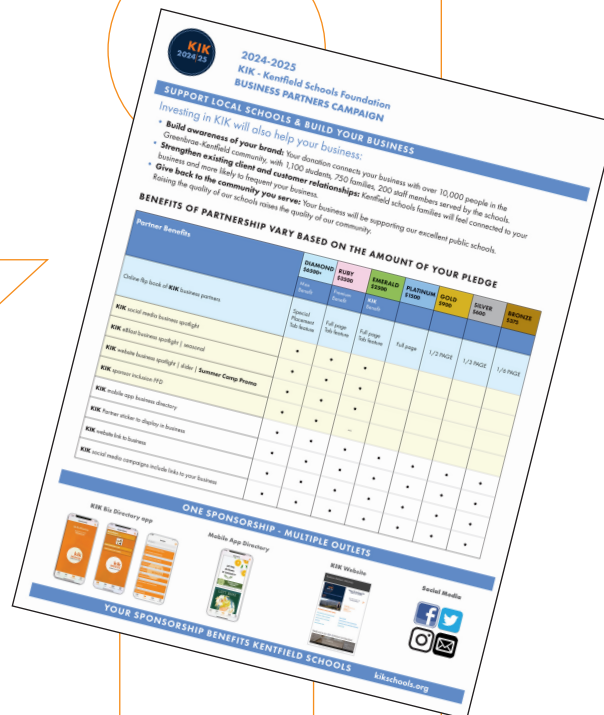 KIK
2024|25
2024-2025
KIK - Kentfield Schools Foundation
BUSINESS PARTNERS CAMPAIGN
SUPPORT LOCAL SCHOOLS & BUILD YOUR BUSINESS
Investing in KIK will also help your business:
• Build awareness of your brand: Your donation connects your business with over 10,000 people in the
Greenbrae-Kentfield community, with 1,100 students, 750 families, 200 staff members served by the schools.
• Strengthen existing client and customer relationships: Kentfield schools families will feel connected to your
business and more likely to frequent your business.
• Give back to the community you serve: Your business will be supporting our excellent public schools.
Raising the quality of our schools raises the quality of our community.
BENEFITS OF PARTNERSHIP VARY BASED ON THE AMOUNT OF YOUR PLEDGE
Partner Benefits
DIAMOND
$6500+
RUBY
$3500
EMERALD
$2500
PLATINUM
$1500
GOLD
$900
SILVER
$600
BRONZE
$375
Max
Benefit
Premium
Benefit
KIK
Benefit
Online flip book of KIK business partners
Special
Placement
Tab feature
Full page
Tab feature
Full page
Tab feature
Full page
1/2 PAGE
1/2 PAGE
1/6 PAGE
KIK social media business spotlight
KIK eBlast business spotlight | seasonal
KIK website business spotlight | slider | Summer Camp Promo
KIK sponsor inclusion FFD
KIK mobile app business directory
KIK Partner sticker to display in business
KIK website link to business
KIK social media campaigns include links to your business
ONE SPONSORSHIP - MULTIPLE OUTLETS
KIK Biz Directory app
Mobile App Directory
KIK Website
Social Media
YOUR SPONSORSHIP BENEFITS KENTFIELD SCHOOLS
kikschools.org